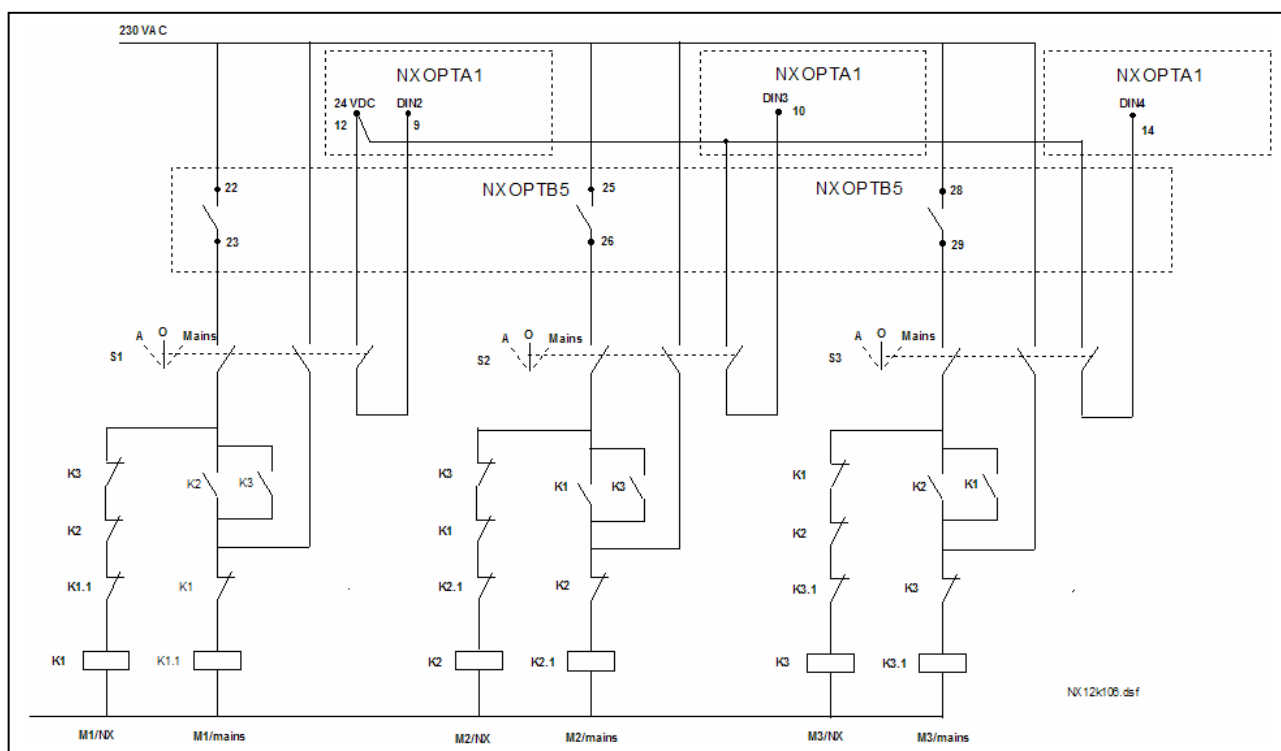 230 VAC
NXOPTA1 NXOPTA1 NXOPTA1
24 VDC DIN2 DIN3 DIN4
12 9 10 14
22 NXOPTB5 25 NXOPTB5 28
23 26 29
A O Mains A O Mains A O Mains
S1 S2 S3
K3 K2 K3 K3 K1 K3 K1 K2 K1
K2 K1 K2
K1.1 K1 K2.1 K2 K3.1 K3
K1 K1.1 K2 K2.1 K3 K3.1
NX12k106.dsf
M1/NX M1/mains M2/NX M2/mains M3/NX M3/mains